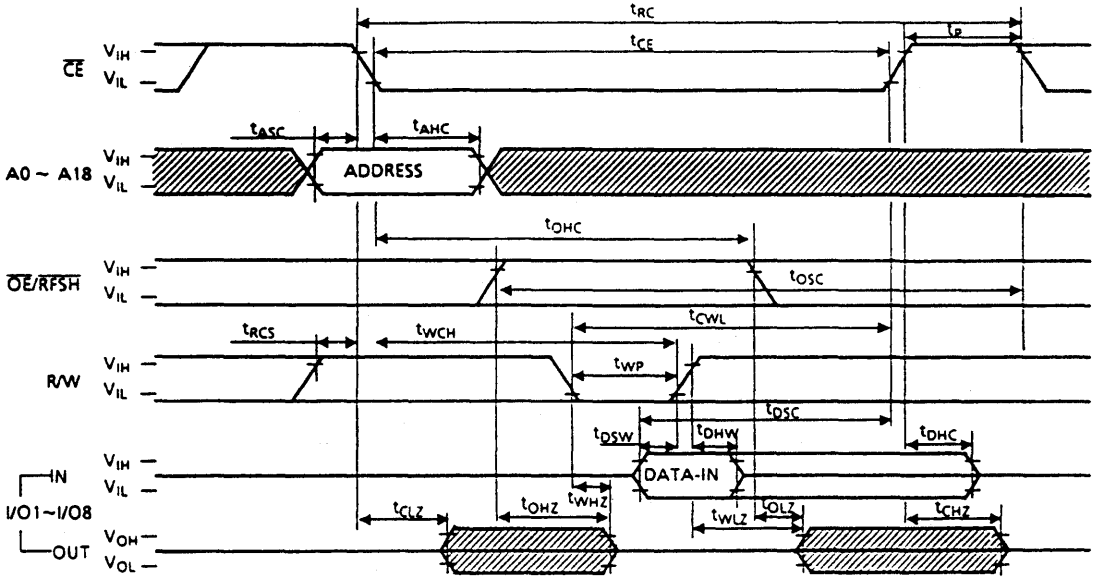 tRC
tCE
tP
CE
VIH
VIL
tASC
tAHC
A0 ~ A18
VIH
VIL
ADDRESS
tOHC
OE/RFSH
VIH
VIL
tOSC
tCWL
tRCS
tWCH
R/W
VIH
VIL
tWP
tDSC
tDSW
tDHW
tDHC
IN
VIH
VIL
DATA-IN
I/O1~I/O8
tWHZ
tCLZ
tOHZ
tWLZ
tOLZ
tCHZ
OUT
VOH
VOL